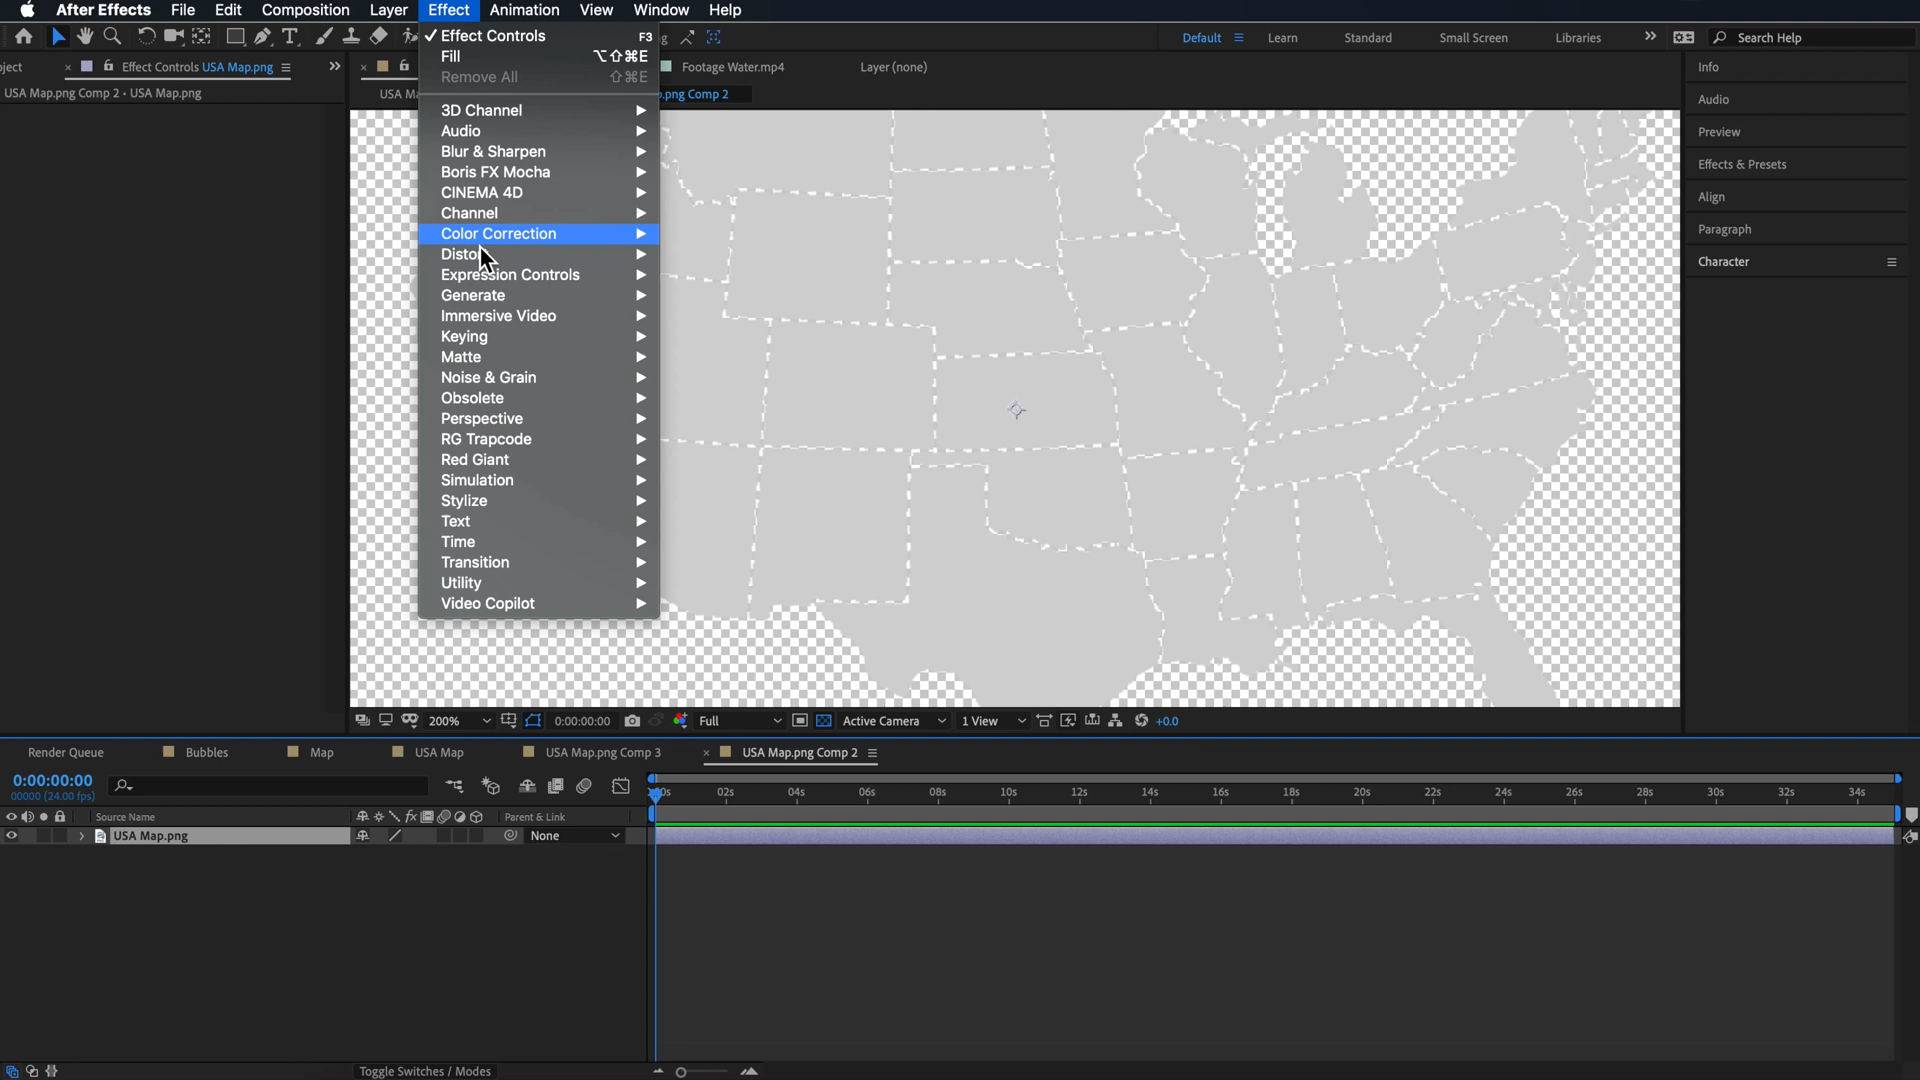 After Effects File Edit Composition Layer Effect Animation View Window Help
Default Learn Standard Small Screen Libraries Search Help
Effect Controls USA Map.png
Footage Water.mp4 Layer (none)
USA Map.png Comp 2 • USA Map.png
.png Comp 2
Effect Controls F3
Fill ⌥⇧⌘E
Remove All ⇧⌘E
3D Channel
Audio
Blur & Sharpen
Boris FX Mocha
CINEMA 4D
Channel
Color Correction
Expression Controls
Generate
Immersive Video
Keying
Matte
Noise & Grain
Obsolete
Perspective
RG Trapcode
Red Giant
Simulation
Stylize
Text
Time
Transition
Utility
Video Copilot
Info
Audio
Preview
Effects & Presets
Align
Paragraph
Character
200% 0:00:00:00 Full Active Camera 1 View +0.0
Render Queue Bubbles Map USA Map USA Map.png Comp 3 USA Map.png Comp 2
0:00:00:00
00000 (24.00 fps)
02s 04s 06s 08s 10s 12s 14s 16s 18s 20s 22s 24s 26s 28s 30s 32s 34s
Source Name Parent & Link
USA Map.png None
Toggle Switches / Modes